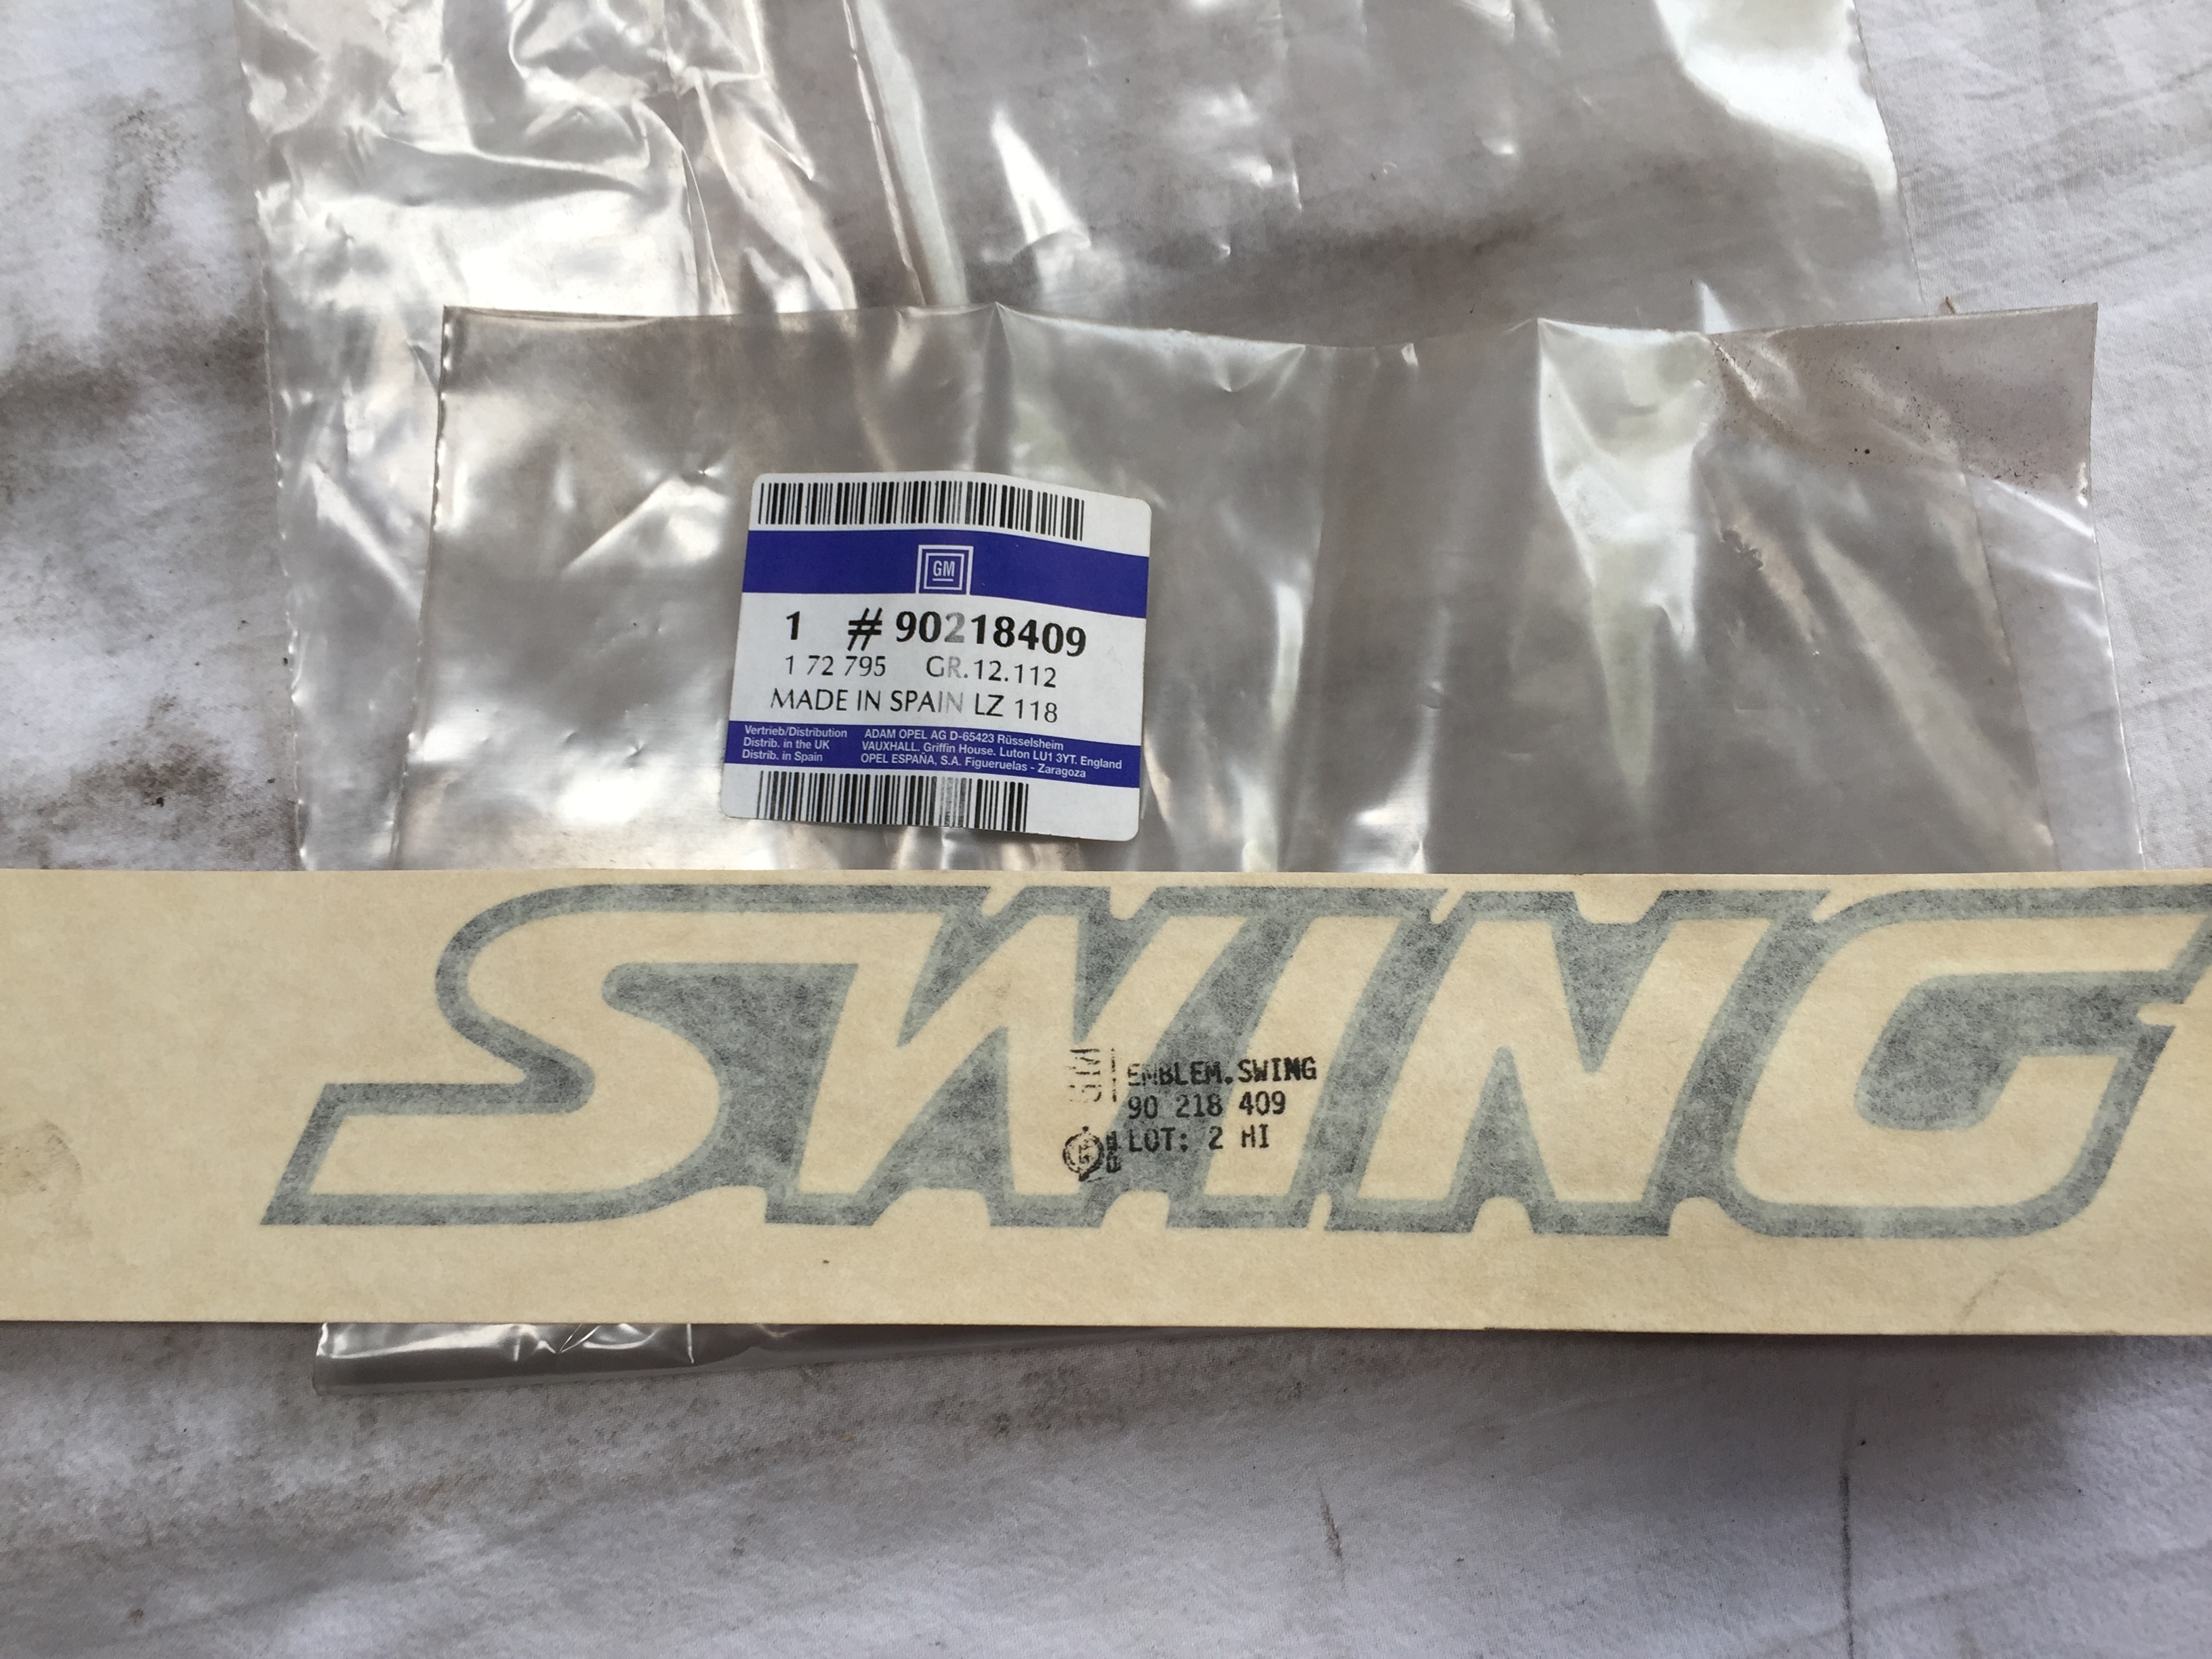 GM
1 # 90218409
1 72 795 GR.12.112
MADE IN SPAIN LZ 118
Vertrieb/Distribution ADAM OPEL AG D-65423 Rüsselsheim
Distrib. in the UK VAUXHALL. Griffin House. Luton LU1 3YT. England
Distrib. in Spain OPEL ESPAÑA, S.A. Figueruelas - Zaragoza
SWING
GM
EMBLEM.SWING
90 218 409
LOT: 2 HI